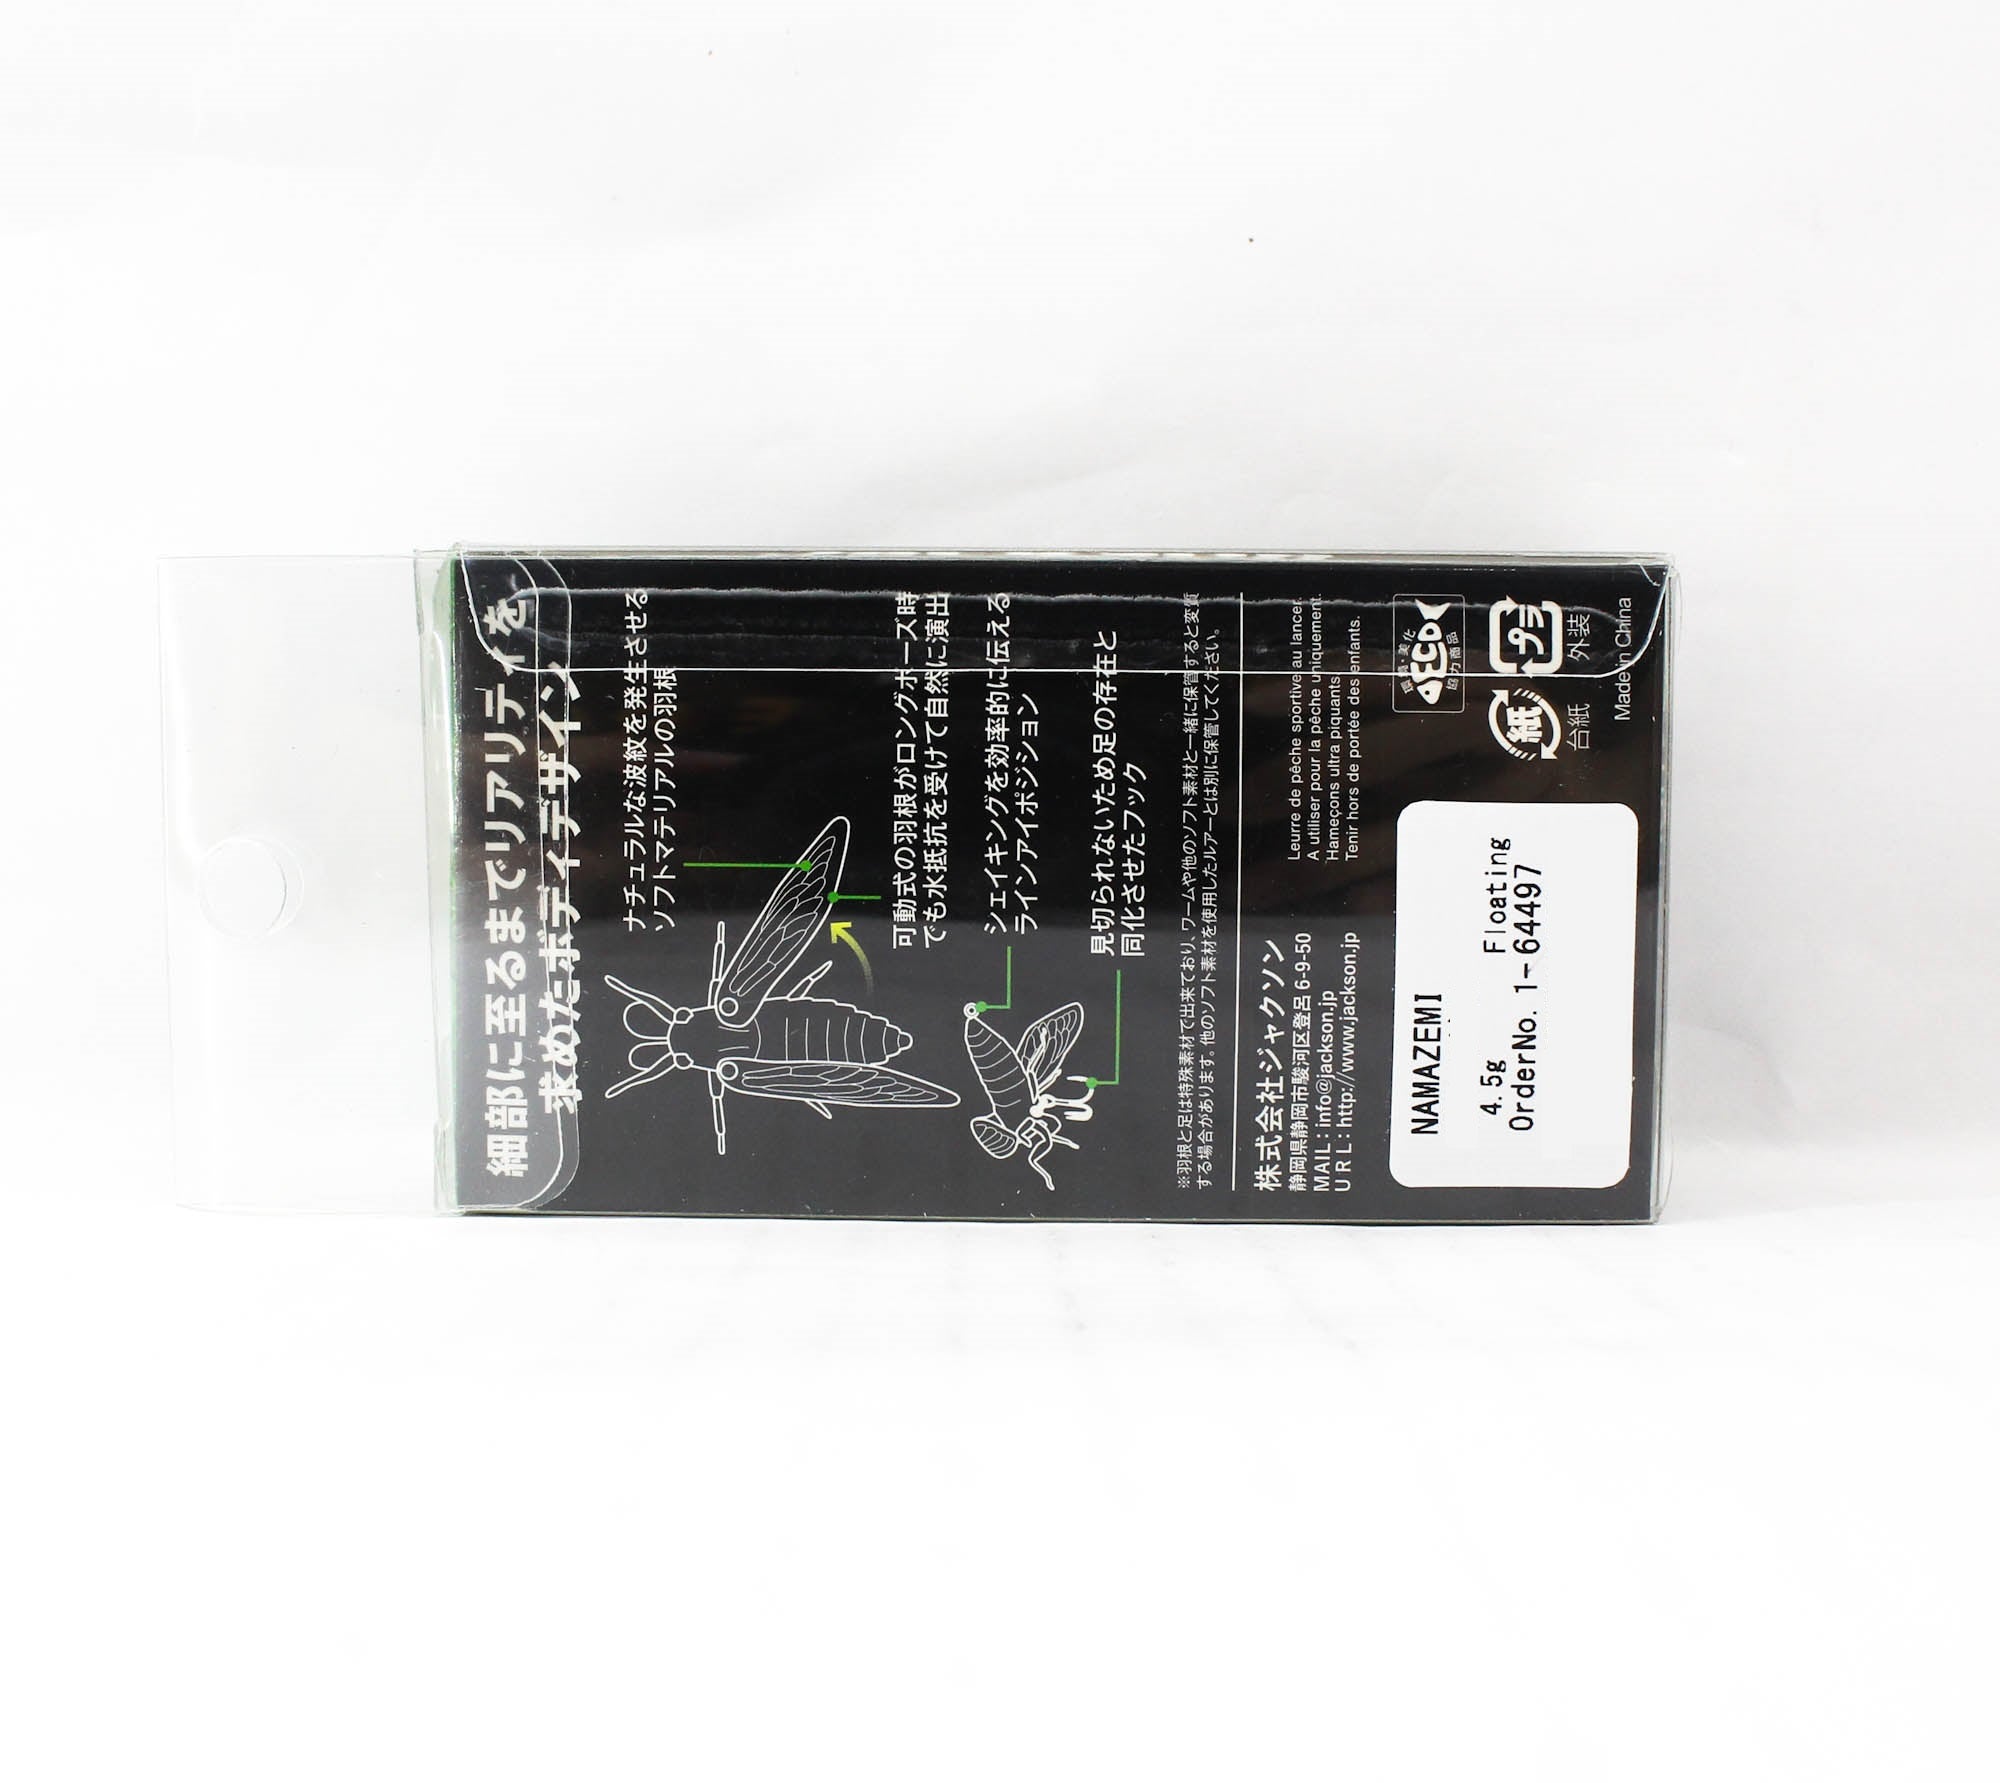 細部に至るまでリアリティを
求めたボディデザイン
ナチュラルな波紋を発生させる
ソフトマテリアルの羽根
可動式の羽根がロングポーズ時
でも水抵抗を受けて自然に演出
シェイキングを効率的に伝える
ラインアイポジション
見切られないため足の存在と
同化させたフック
※羽根と足は特殊素材で出来ており、ワームや他のソフト素材と一緒に保管すると変質
する場合があります。他のソフト素材を使用したルアーとは別に保管してください。
株式会社ジャクソン
静岡県静岡市駿河区登呂6-9-50
MAIL：info@jackson.jp
URL：http://www.jackson.jp
Leurre de pêche sportive au lancer.
A utiliser pour la pêche uniquement.
Hameçons ultra piquants.
Tenir hors de portée des enfants.
NAMAZEMI
4.5g Floating
OrderNo. 1-64497
環境・美化
ECO
協力商品
紙
台紙
プラ
外装
Made in China